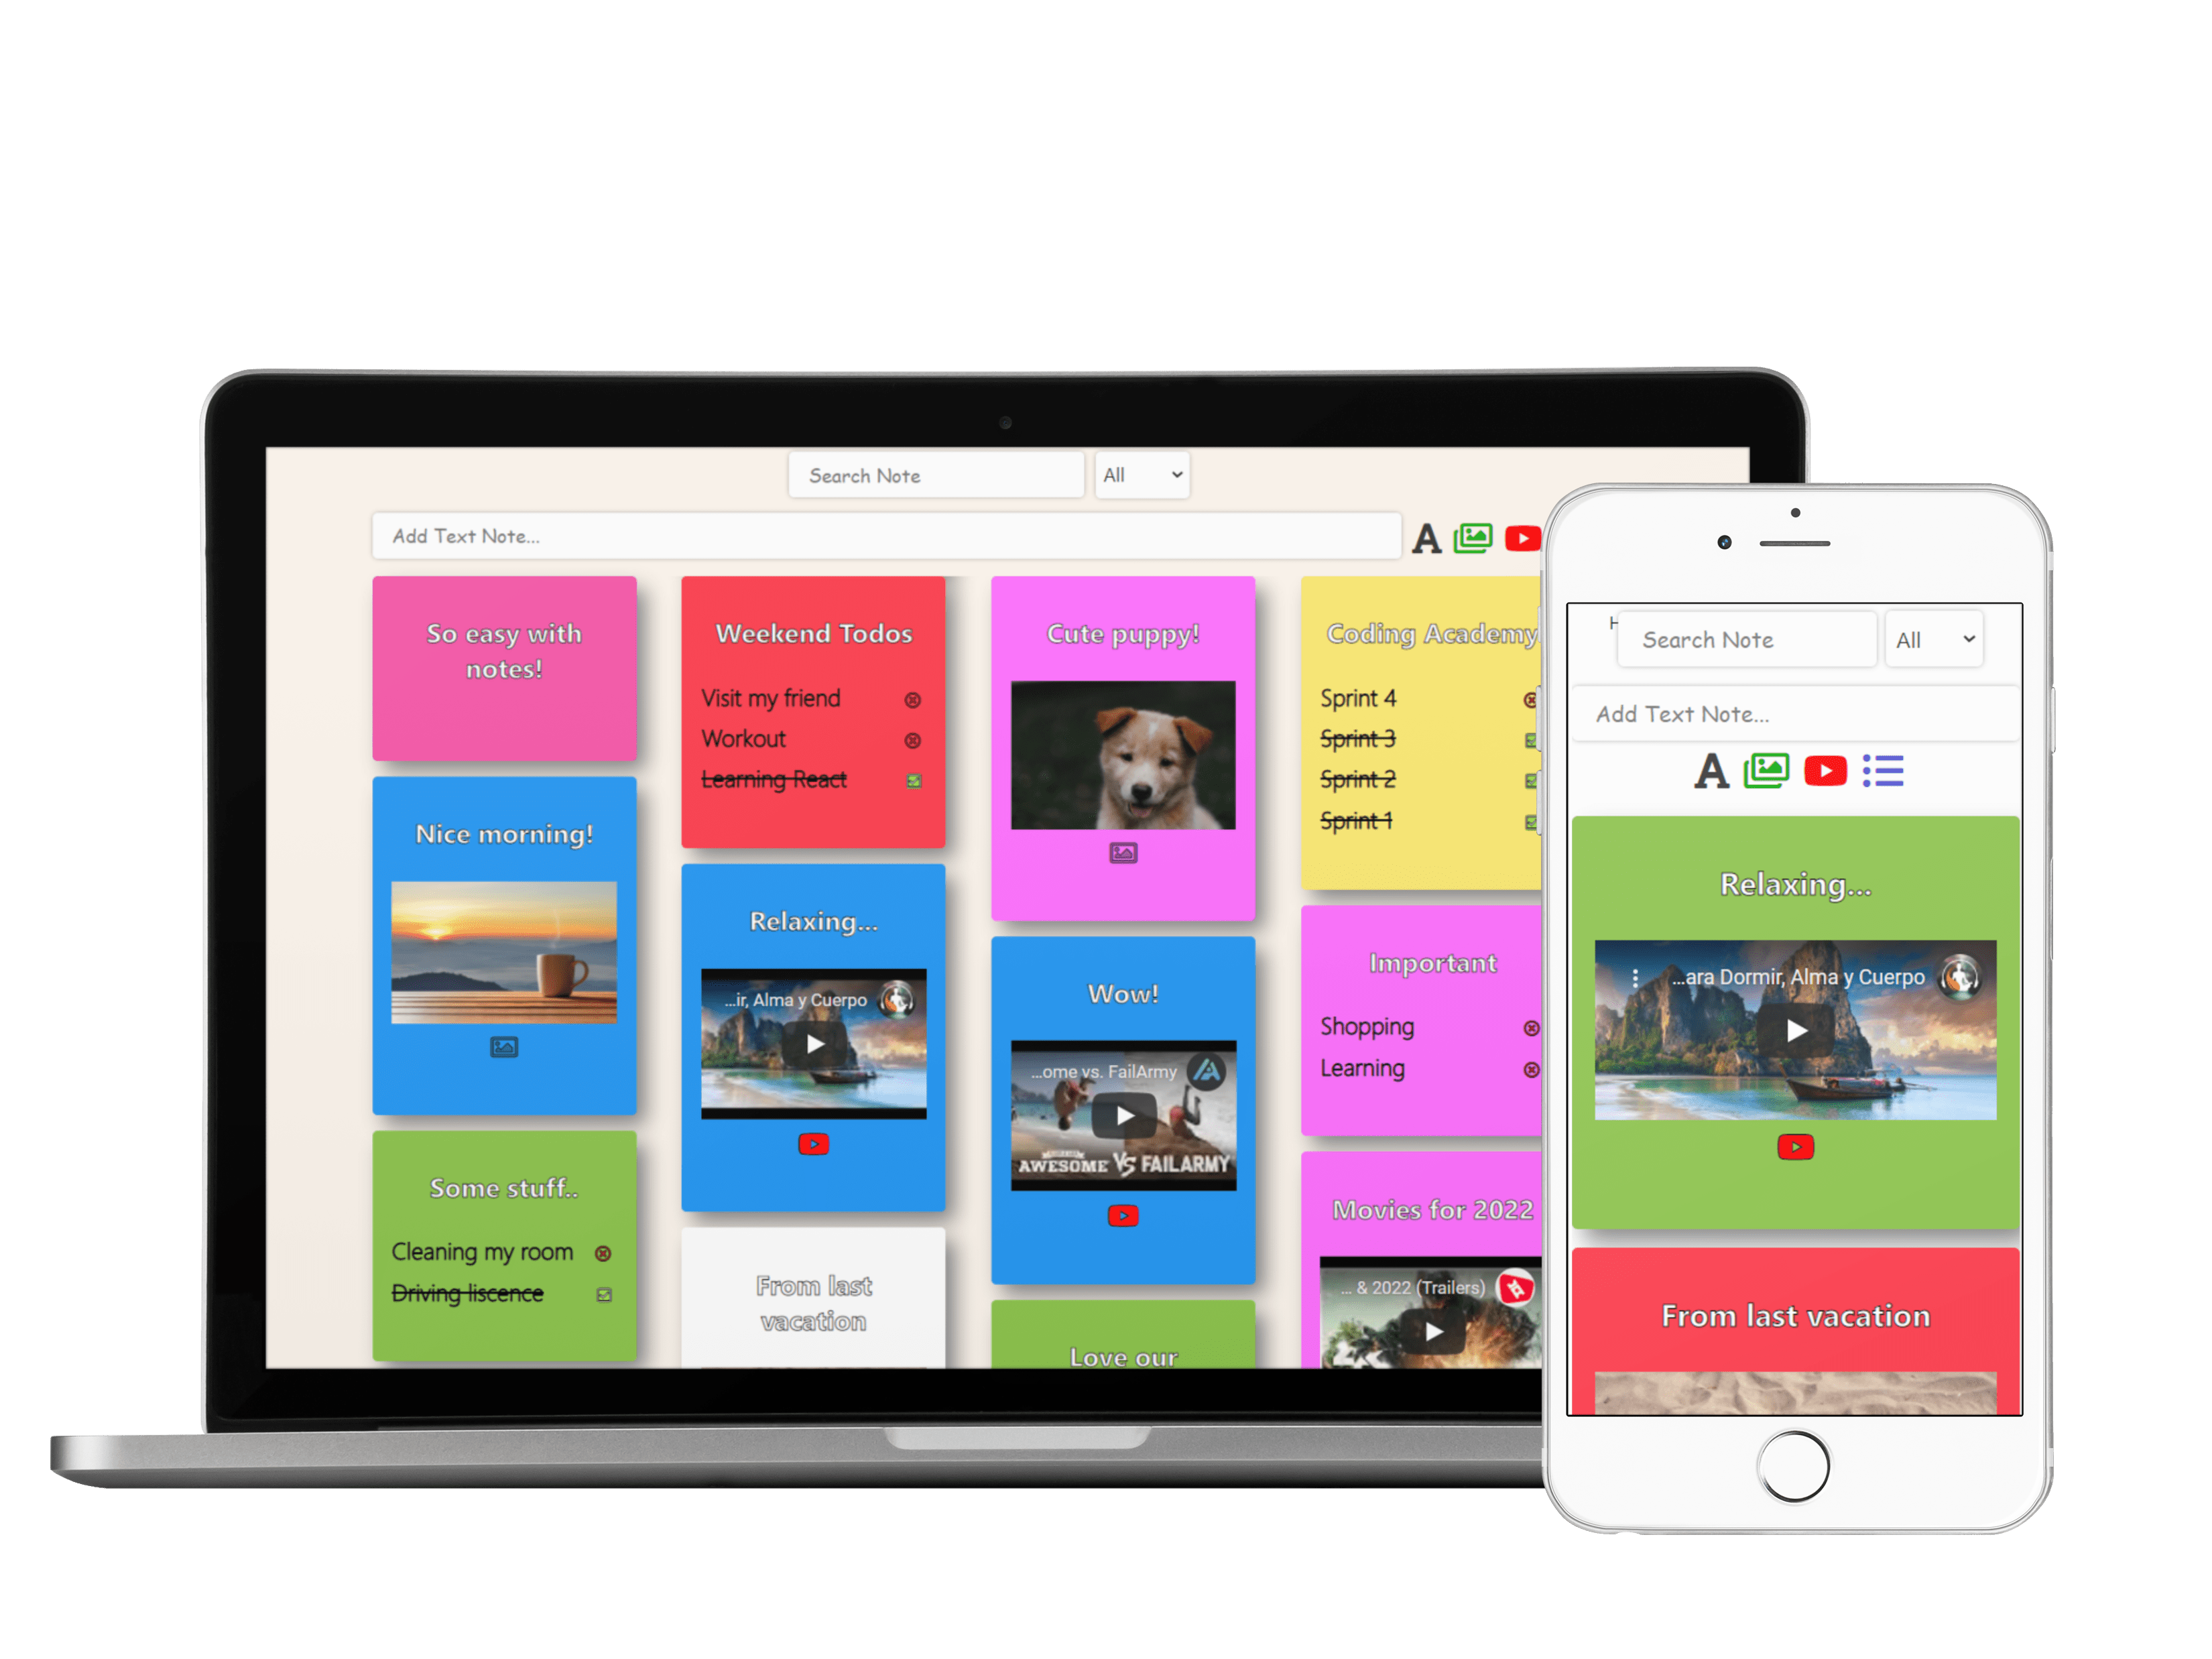 Search Note
All
Add Text Note...
A
So easy with
notes!
Nice morning!
Some stuff..
Cleaning my room
Driving liscence
Weekend Todos
Visit my friend
Workout
Learning React
Relaxing...
...ir, Alma y Cuerpo
From last
vacation
Cute puppy!
Wow!
...ome vs. FailArmy
AWESOME VS FAILARMY
Love our
Coding Academy
Sprint 4
Sprint 3
Sprint 2
Sprint 1
Important
Shopping
Learning
Movies for 2022
... & 2022 (Trailers)
H
Search Note
All
Add Text Note...
A
Relaxing...
...ara Dormir, Alma y Cuerpo
From last vacation